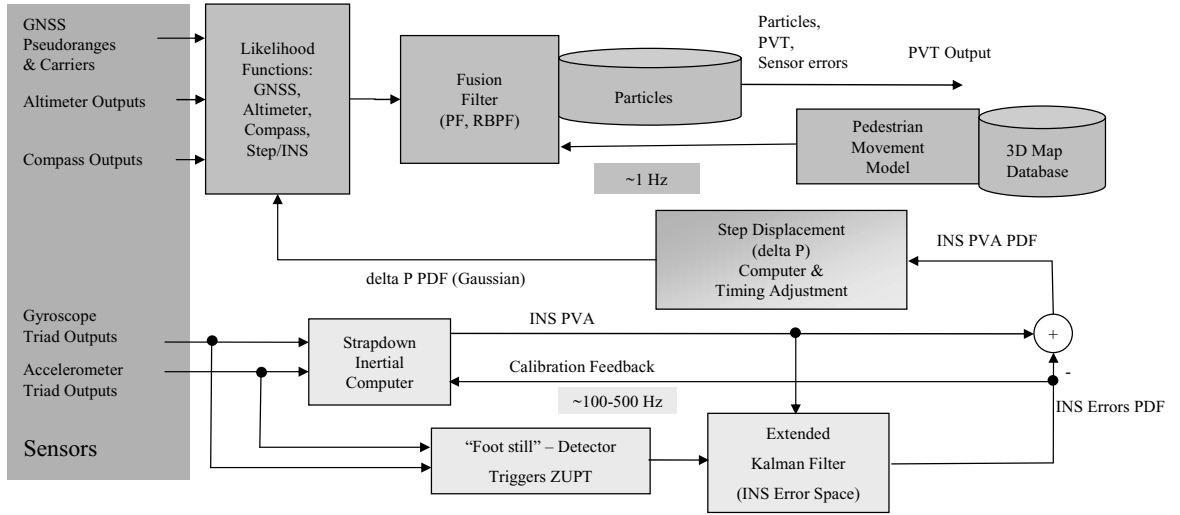 GNSS
Pseudoranges
& Carriers
Altimeter Outputs
Compass Outputs
Likelihood
Functions:
GNSS,
Altimeter,
Compass,
Step/INS
Fusion
Filter
(PF, RBPF)
Particles
Particles,
PVT,
Sensor errors
PVT Output
Pedestrian
Movement
Model
3D Map
Database
~1 Hz
Step Displacement
(delta P)
Computer &
Timing Adjustment
INS PVA PDF
delta P PDF (Gaussian)
Gyroscope
Triad Outputs
Accelerometer
Triad Outputs
Sensors
Strapdown
Inertial
Computer
INS PVA
+
-
Calibration Feedback
~100-500 Hz
INS Errors PDF
“Foot still” – Detector
Triggers ZUPT
Extended
Kalman Filter
(INS Error Space)